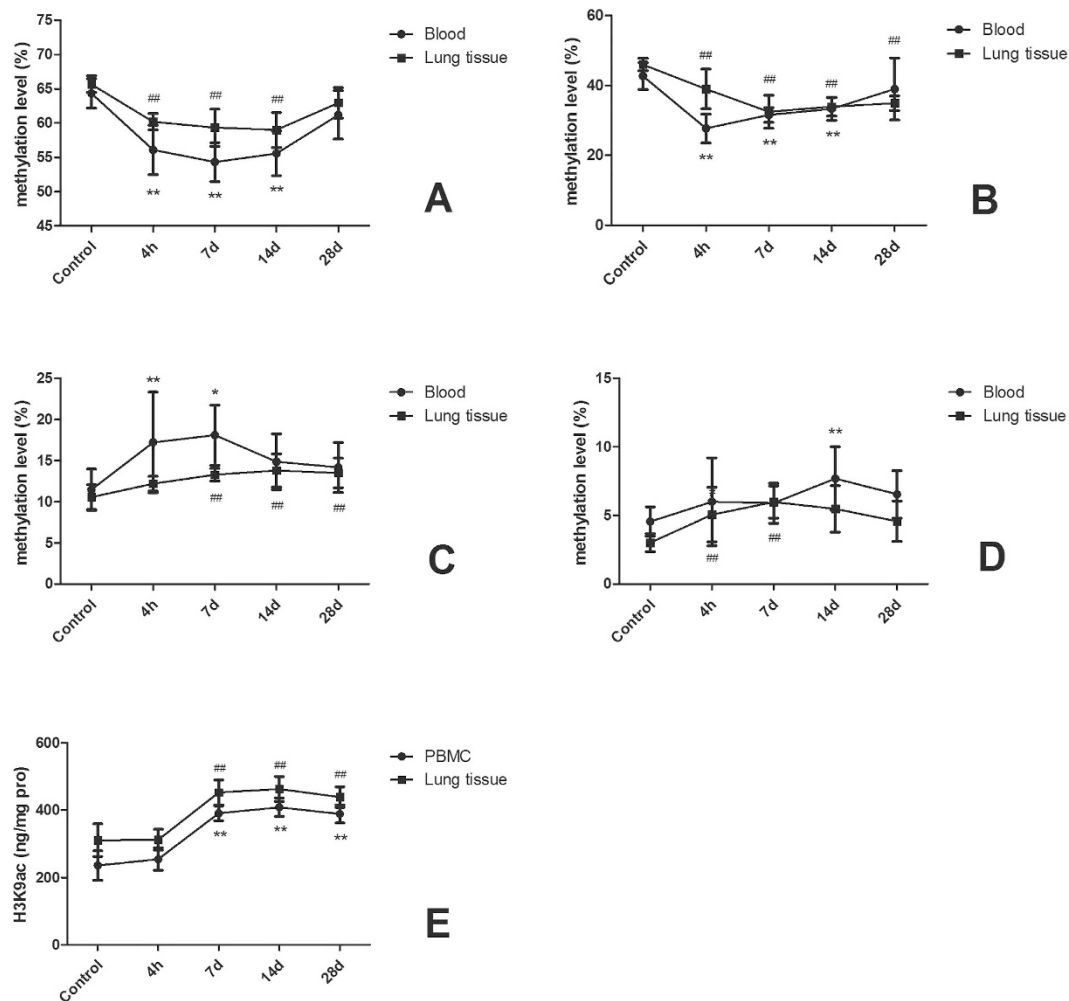 75
70
65
60
55
50
45
methylation level (%)
##
##
##
**
**
**
Control
4h
7d
14d
28d
Blood
Lung tissue
A
60
40
20
0
methylation level (%)
##
##
##
##
**
**
**
Control
4h
7d
14d
28d
Blood
Lung tissue
B
25
20
15
10
5
0
methylation level (%)
**
*
##
##
##
Control
4h
7d
14d
28d
Blood
Lung tissue
C
15
10
5
0
methylation level (%)
**
##
##
Control
4h
7d
14d
28d
Blood
Lung tissue
D
600
400
200
0
H3K9ac (ng/mg pro)
##
##
##
**
**
**
Control
4h
7d
14d
28d
PBMC
Lung tissue
E